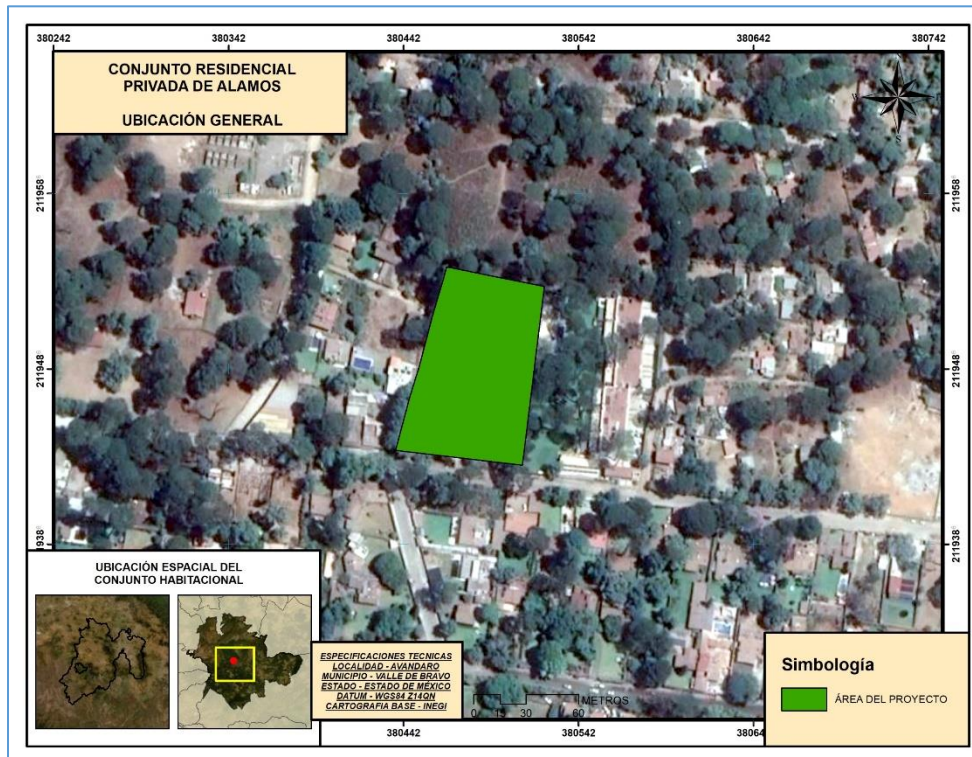 380242 380342 380442 380542 380642 380742
CONJUNTO RESIDENCIAL
PRIVADA DE ALAMOS
UBICACIÓN GENERAL
211958 211958
211948 211948
11938 211938
UBICACIÓN ESPACIAL DEL
CONJUNTO HABITACIONAL
ESPECIFICACIONES TECNICAS
LOCALIDAD - AVANDARO
MUNICIPIO - VALLE DE BRAVO
ESTADO - ESTADO DE MÉXICO
DATUM - WGS84 Z14QN
CARTOGRAFIA BASE - INEGI
METROS
0 15 30 60
Simbología
ÁREA DEL PROYECTO
380442 380542 38064